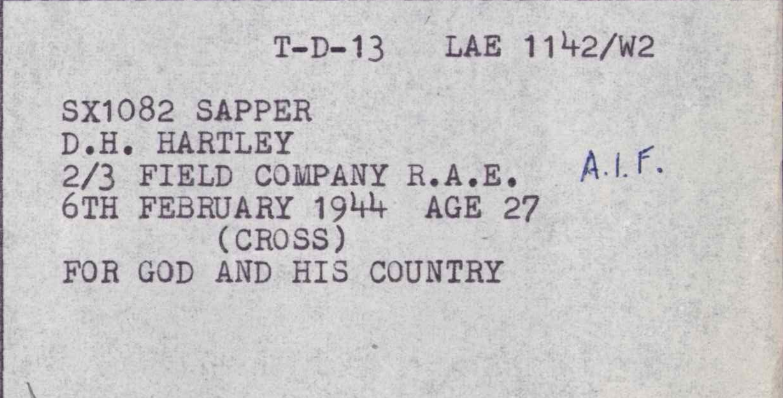 T-D-13 LAE 1142/W2
SX1082 SAPPER
D.H. HARTLEY
2/3 FIELD COMPANY R.A.E. A.I.F.
6TH FEBRUARY 1944 AGE 27
(CROSS)
FOR GOD AND HIS COUNTRY